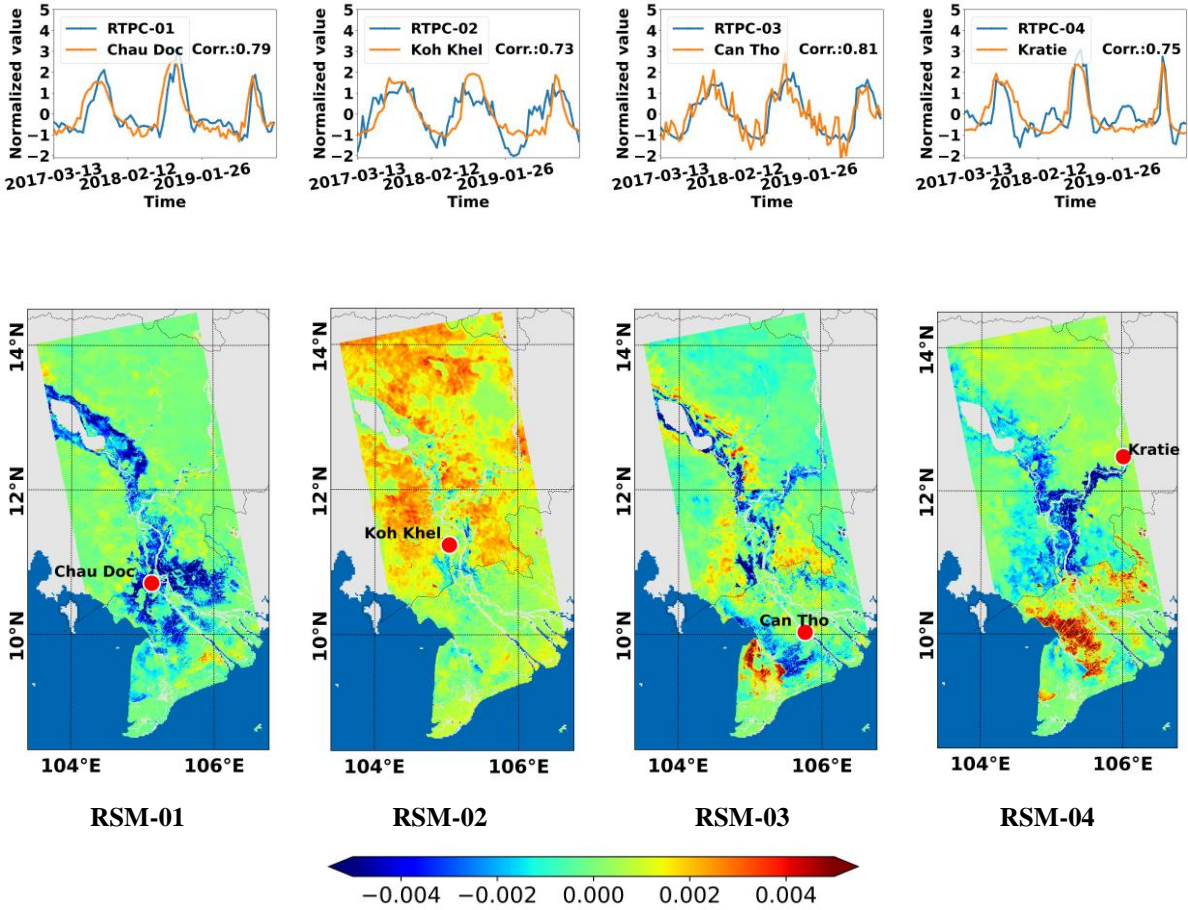 Normalized value
5
4
3
2
1
0
−1
−2
RTPC-01
Chau Doc
Corr.:0.79
2017-03-13
2018-02-12
2019-01-26
Time
Normalized value
5
4
3
2
1
0
−1
−2
RTPC-02
Koh Khel
Corr.:0.73
2017-03-13
2018-02-12
2019-01-26
Time
Normalized value
5
4
3
2
1
0
−1
−2
RTPC-03
Can Tho
Corr.:0.81
2017-03-13
2018-02-12
2019-01-26
Time
Normalized value
5
4
3
2
1
0
−1
−2
RTPC-04
Kratie
Corr.:0.75
2017-03-13
2018-02-12
2019-01-26
Time
14°N
12°N
10°N
Chau Doc
104°E
106°E
RSM-01
14°N
12°N
10°N
Koh Khel
104°E
106°E
RSM-02
14°N
12°N
10°N
Can Tho
104°E
106°E
RSM-03
14°N
12°N
10°N
Kratie
104°E
106°E
RSM-04
−0.004
−0.002
0.000
0.002
0.004